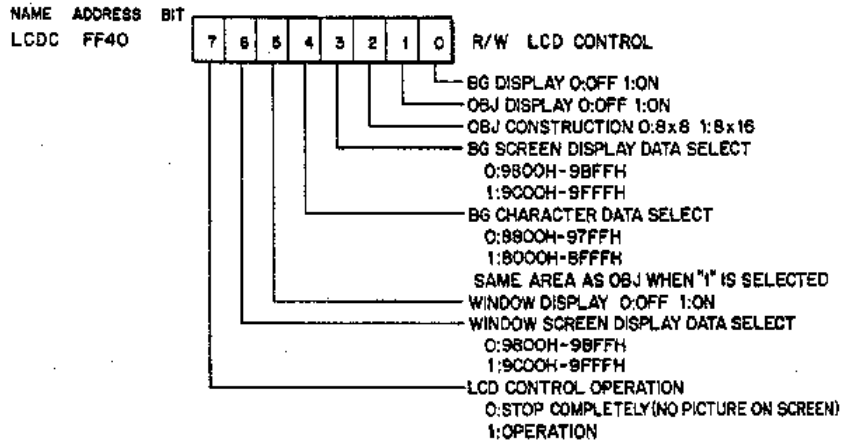 NAME ADDRESS BIT
LCDC FF40 7 6 5 4 3 2 1 0 R/W LCD CONTROL
BG DISPLAY 0:OFF 1:ON
OBJ DISPLAY 0:OFF 1:ON
OBJ CONSTRUCTION 0:8x8 1:8x16
BG SCREEN DISPLAY DATA SELECT
0:9800H-9BFFH
1:9C00H-9FFFH
BG CHARACTER DATA SELECT
0:8800H-97FFH
1:8000H-8FFFH
SAME AREA AS OBJ WHEN "1" IS SELECTED
WINDOW DISPLAY 0:OFF 1:ON
WINDOW SCREEN DISPLAY DATA SELECT
0:9800H-9BFFH
1:9C00H-9FFFH
LCD CONTROL OPERATION
0:STOP COMPLETELY(NO PICTURE ON SCREEN)
1:OPERATION